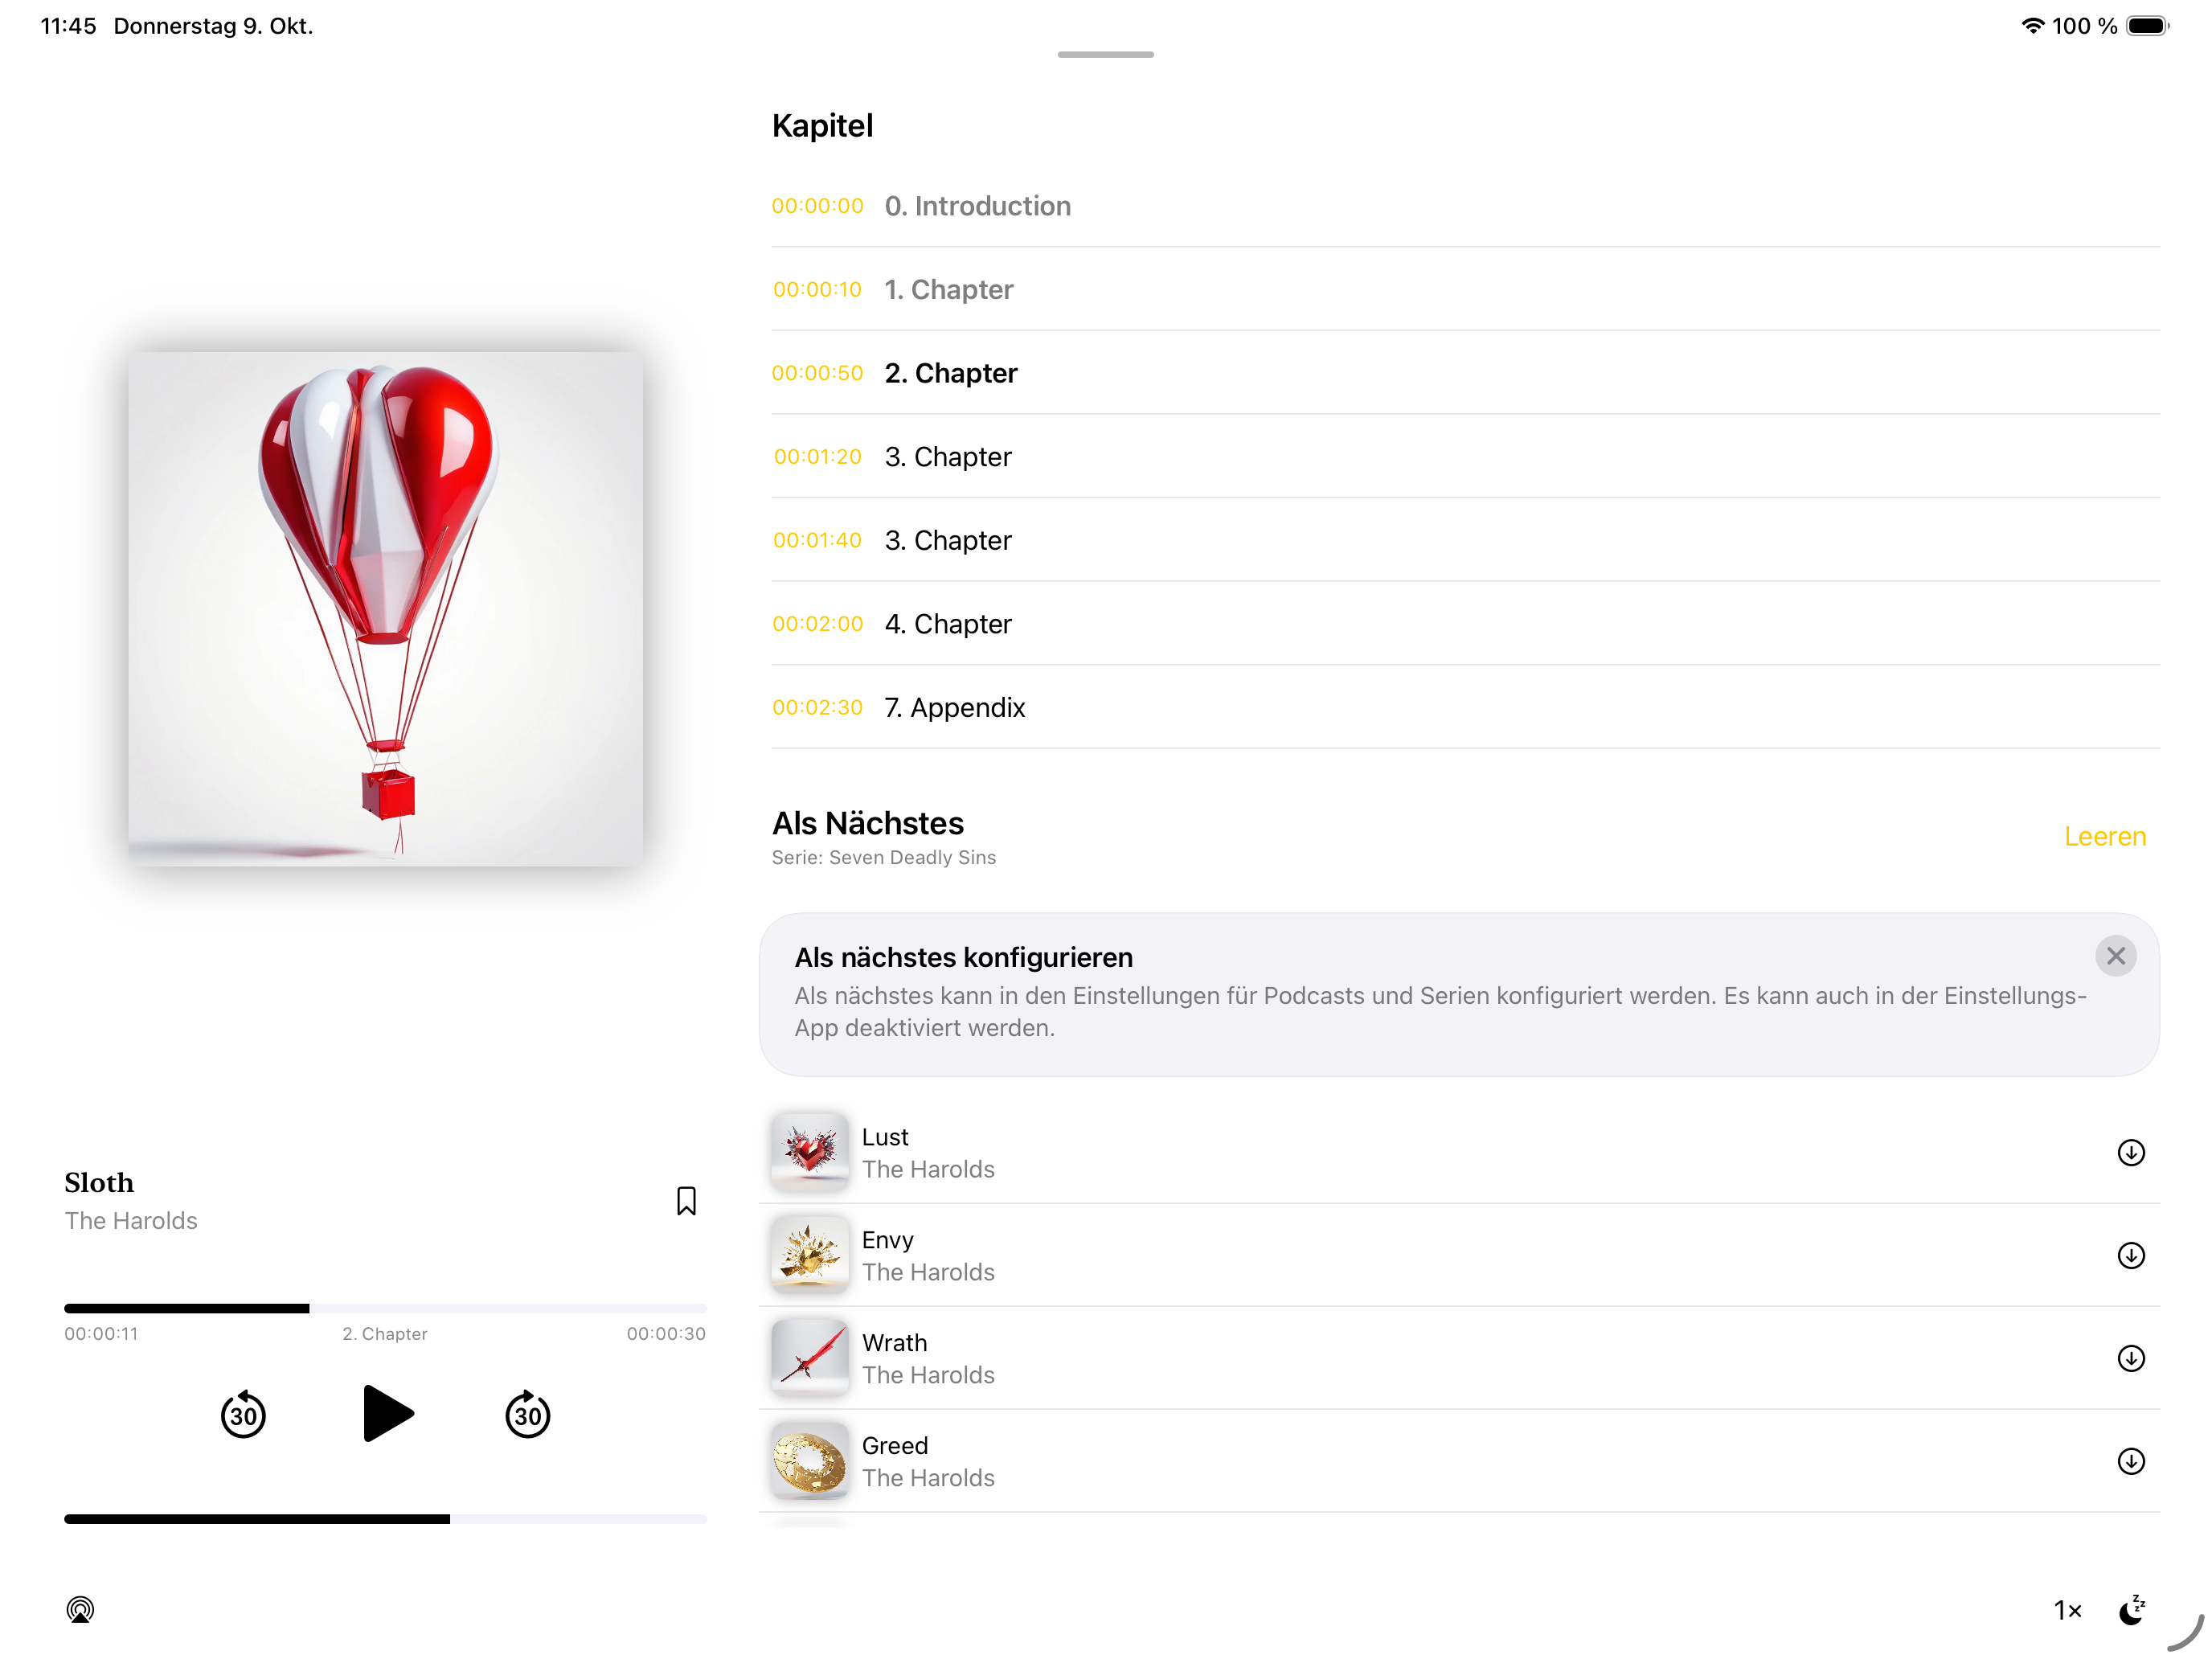 11:45 Donnerstag 9. Okt.
100 %
Kapitel
00:00:00 0. Introduction
00:00:10 1. Chapter
00:00:50 2. Chapter
00:01:20 3. Chapter
00:01:40 3. Chapter
00:02:00 4. Chapter
00:02:30 7. Appendix
Als Nächstes
Serie: Seven Deadly Sins
Leeren
Als nächstes konfigurieren
Als nächstes kann in den Einstellungen für Podcasts und Serien konfiguriert werden. Es kann auch in der Einstellungs-
App deaktiviert werden.
Lust
The Harolds
Envy
The Harolds
Wrath
The Harolds
Greed
The Harolds
Sloth
The Harolds
00:00:11 2. Chapter 00:00:30
30 30
1×
zzz